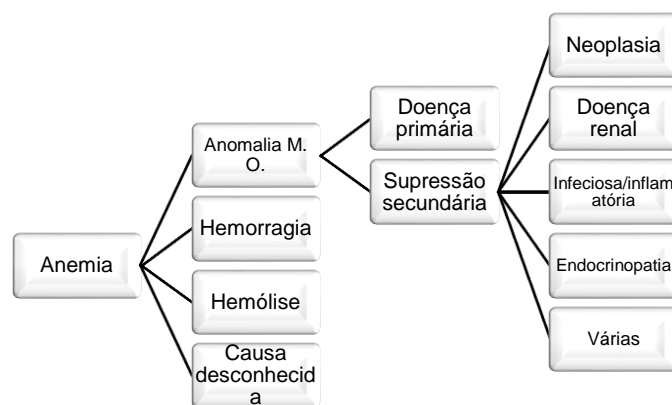 Anemia
Anomalia M.
O.
Hemorragia
Hemólise
Causa
desconhecid
a
Doença
primária
Supressão
secundária
Neoplasia
Doença
renal
Infeciosa/inflam
atória
Endocrinopatia
Várias